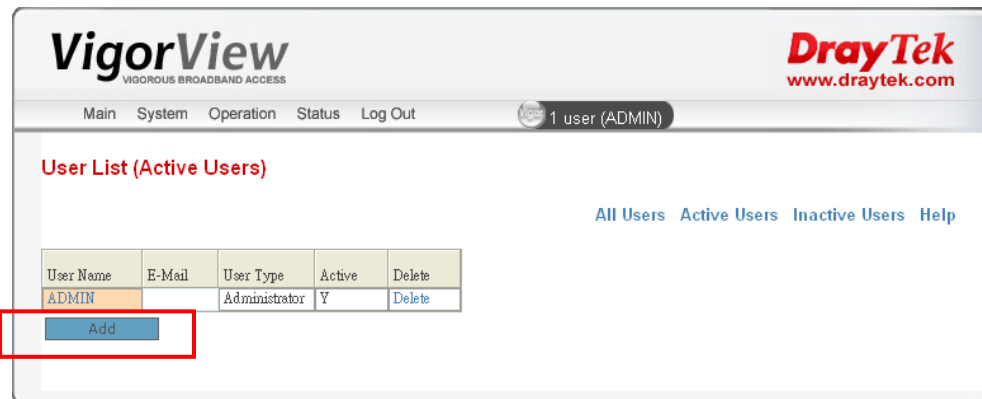 VigorView
VIGOROUS BROADBAND ACCESS
DrayTek
www.draytek.com
Main System Operation Status Log Out
1 user (ADMIN)
User List (Active Users)
All Users Active Users Inactive Users Help
User Name E-Mail User Type Active Delete
ADMIN Administrator Y Delete
Add